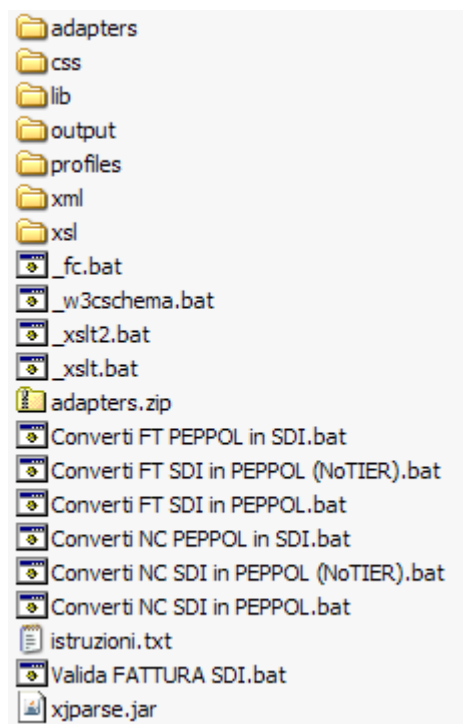 adapters
css
lib
output
profiles
xml
xsl
_fc.bat
_w3cschema.bat
_xslt2.bat
_xslt.bat
adapters.zip
Converti FT PEPPOL in SDI.bat
Converti FT SDI in PEPPOL (NoTIER).bat
Converti FT SDI in PEPPOL.bat
Converti NC PEPPOL in SDI.bat
Converti NC SDI in PEPPOL (NoTIER).bat
Converti NC SDI in PEPPOL.bat
istruzioni.txt
Valida FATTURA SDI.bat
xjparse.jar